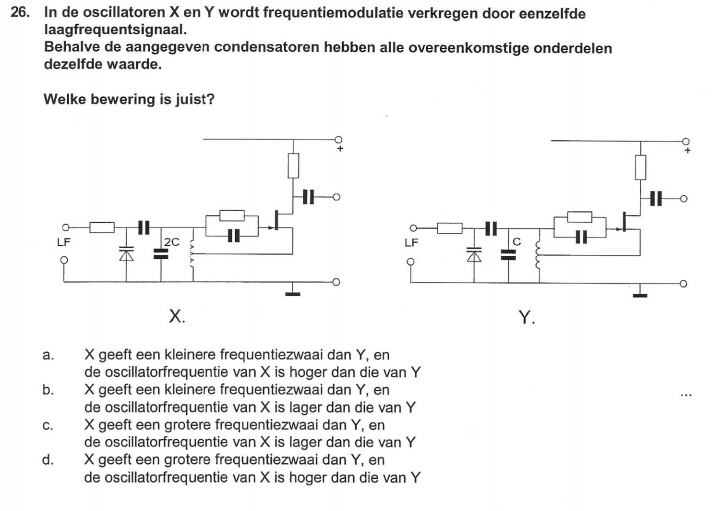 26. In de oscillatoren X en Y wordt frequentiemodulatie verkregen door eenzelfde
laagfrequentsignaal.
Behalve de aangegeven condensatoren hebben alle overeenkomstige onderdelen
dezelfde waarde.
Welke bewering is juist?
+
+
LF
2C
LF
C
X.
Y.
a. X geeft een kleinere frequentiezwaai dan Y, en
de oscillatorfrequentie van X is hoger dan die van Y
b. X geeft een kleinere frequentiezwaai dan Y, en
de oscillatorfrequentie van X is lager dan die van Y
...
c. X geeft een grotere frequentiezwaai dan Y, en
de oscillatorfrequentie van X is lager dan die van Y
d. X geeft een grotere frequentiezwaai dan Y, en
de oscillatorfrequentie van X is hoger dan die van Y